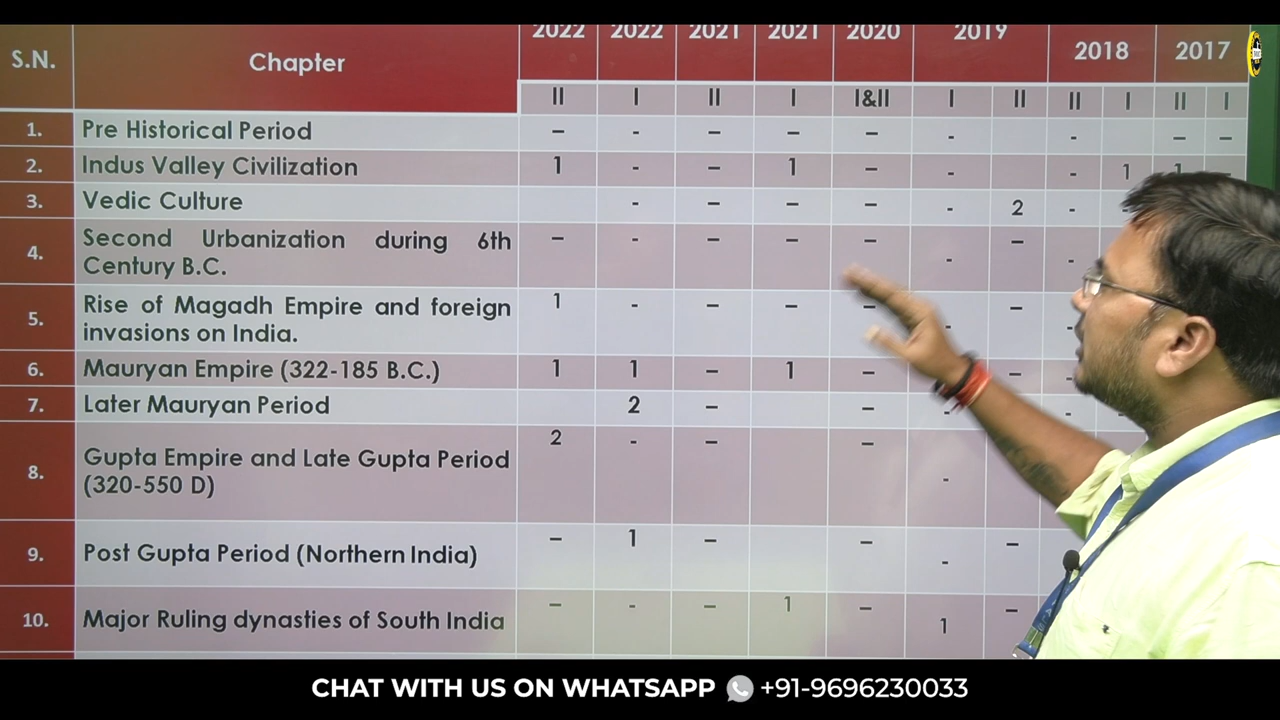 S.N. Chapter 2022 2022 2021 2021 2020 2019 2018 2017
II I II I I&II I II II I II I
1. Pre Historical Period – - – – – - - – –
2. Indus Valley Civilization 1 - – 1 – - - 1 1 –
3. Vedic Culture - – – – - 2 -
4. Second Urbanization during 6th – - – – – - – -
Century B.C.
5. Rise of Magadh Empire and foreign 1 - – – – - – -
invasions on India.
6. Mauryan Empire (322-185 B.C.) 1 1 – 1 – – -
7. Later Mauryan Period 2 – – - - -
8. Gupta Empire and Late Gupta Period 2 - – – -
(320-550 D)
9. Post Gupta Period (Northern India) – 1 – – - –
10. Major Ruling dynasties of South India – - – 1 – 1 –
CHAT WITH US ON WHATSAPP +91-9696230033